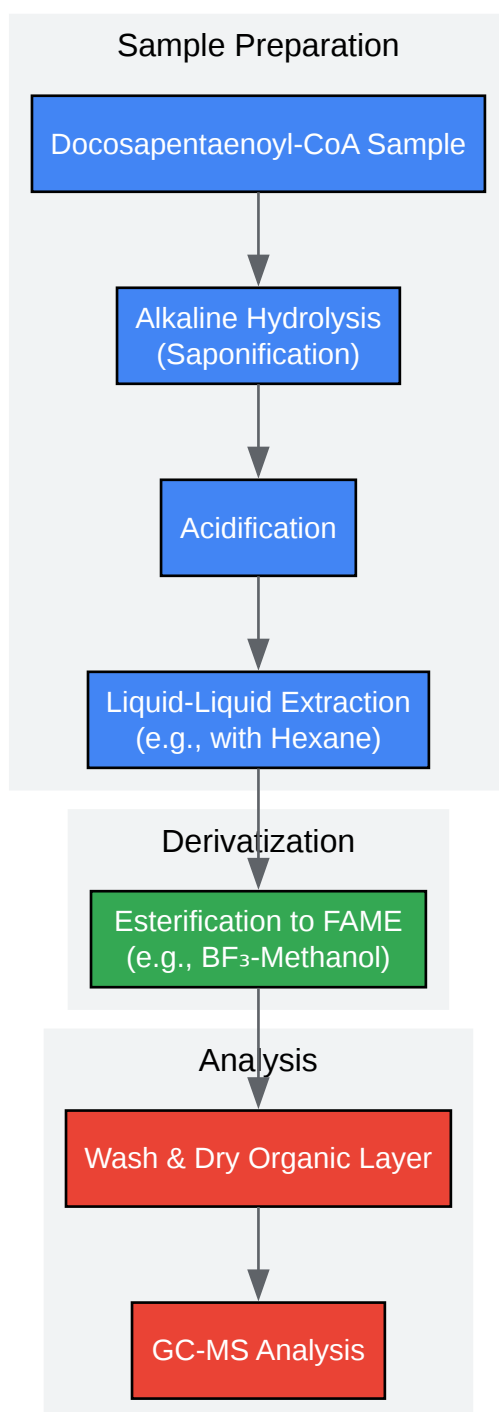 Sample Preparation
Docosapentaenoyl-CoA Sample
Alkaline Hydrolysis
(Saponification)
Acidification
Liquid-Liquid Extraction
(e.g., with Hexane)
Derivatization
Esterification to FAME
(e.g., BF₃-Methanol)
Analysis
Wash & Dry Organic Layer
GC-MS Analysis